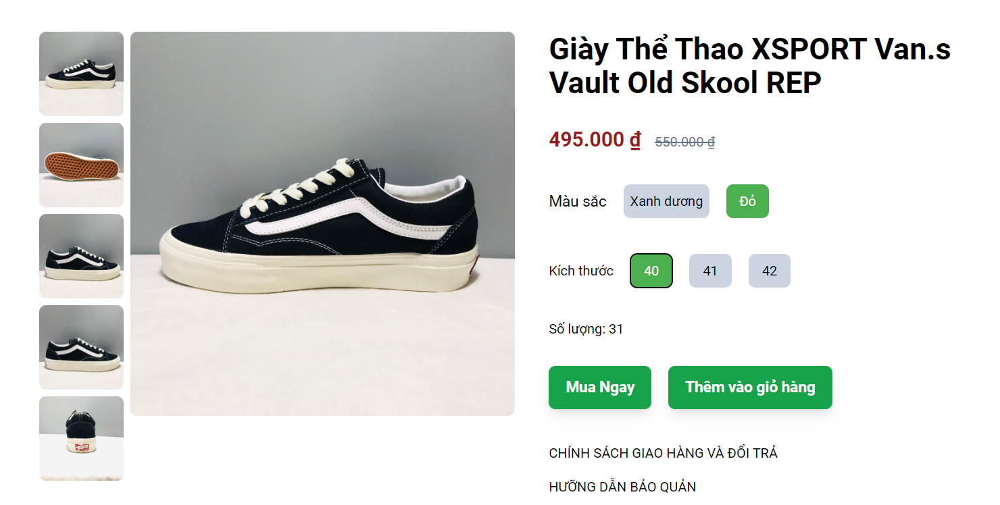 Giày Thể Thao XSPORT Van.s
Vault Old Skool REP
495.000 ₫ 550.000 ₫
Màu sắc Xanh dương Đỏ
Kích thước 40 41 42
Số lượng: 31
Mua Ngay Thêm vào giỏ hàng
CHÍNH SÁCH GIAO HÀNG VÀ ĐỔI TRẢ
HƯỠNG DẪN BẢO QUẢN